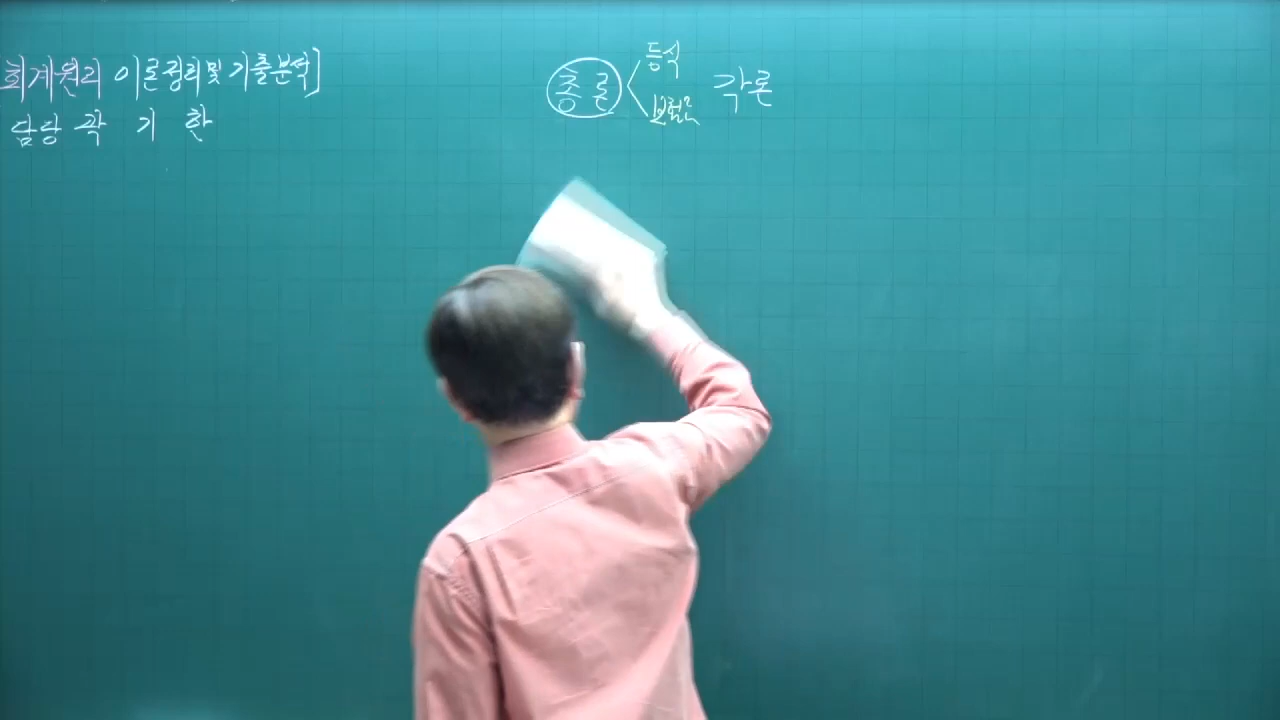 회계원리 이론정리 및 기출분석]
담당 곽 기 한
총론
등식
각론